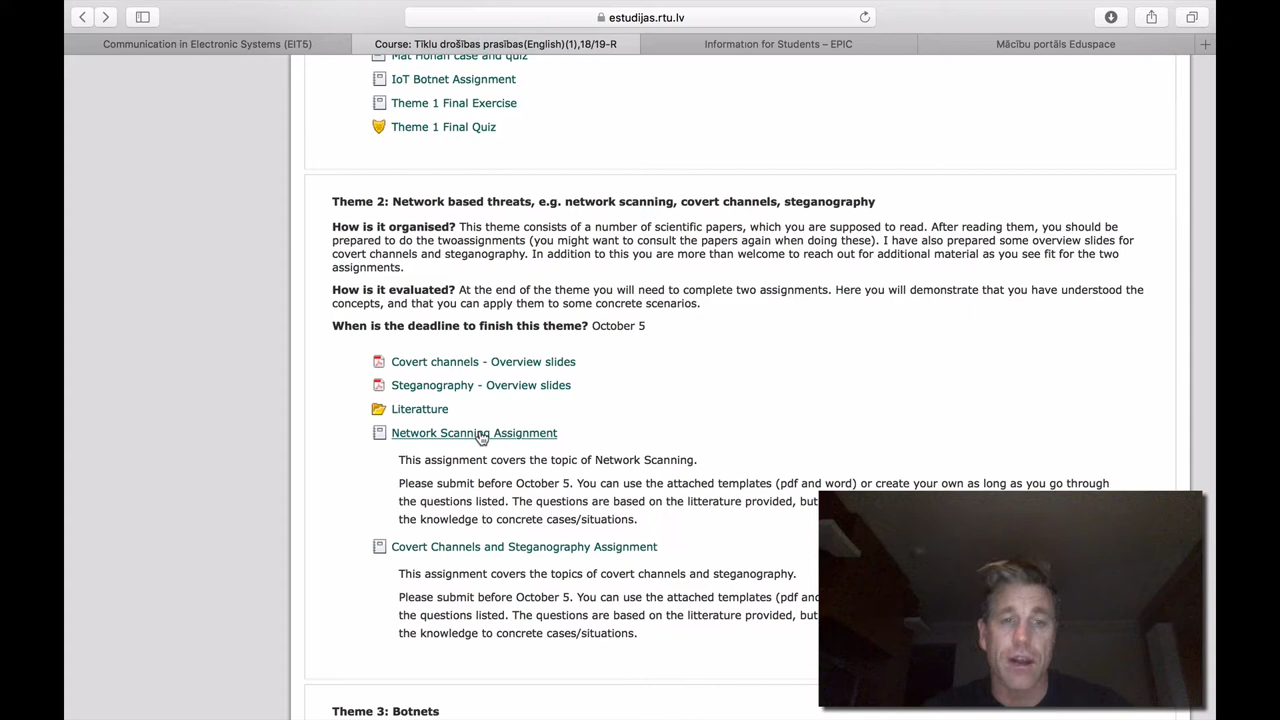 estudijas.rtu.lv
Communication in Electronic Systems (EIT5)
Course: Tīklu drošības prasības(English)(1),18/19-R
Information for Students – EPIC
Mācību portāls Eduspace
Mat Honan case and quiz
IoT Botnet Assignment
Theme 1 Final Exercise
Theme 1 Final Quiz
Theme 2: Network based threats, e.g. network scanning, covert channels, steganography
How is it organised? This theme consists of a number of scientific papers, which you are supposed to read. After reading them, you should be
prepared to do the twoassignments (you might want to consult the papers again when doing these). I have also prepared some overview slides for
covert channels and steganography. In addition to this you are more than welcome to reach out for additional material as you see fit for the two
assignments.
How is it evaluated? At the end of the theme you will need to complete two assignments. Here you will demonstrate that you have understood the
concepts, and that you can apply them to some concrete scenarios.
When is the deadline to finish this theme? October 5
Covert channels - Overview slides
Steganography - Overview slides
Literatture
Network Scanning Assignment
This assignment covers the topic of Network Scanning.
Please submit before October 5. You can use the attached templates (pdf and word) or create your own as long as you go through
the questions listed. The questions are based on the litterature provided, but
the knowledge to concrete cases/situations.
Covert Channels and Steganography Assignment
This assignment covers the topics of covert channels and steganography.
Please submit before October 5. You can use the attached templates (pdf and
the questions listed. The questions are based on the litterature provided, but
the knowledge to concrete cases/situations.
Theme 3: Botnets